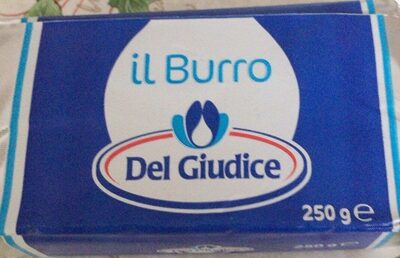 il Burro
Del Giudice
250 g ℮